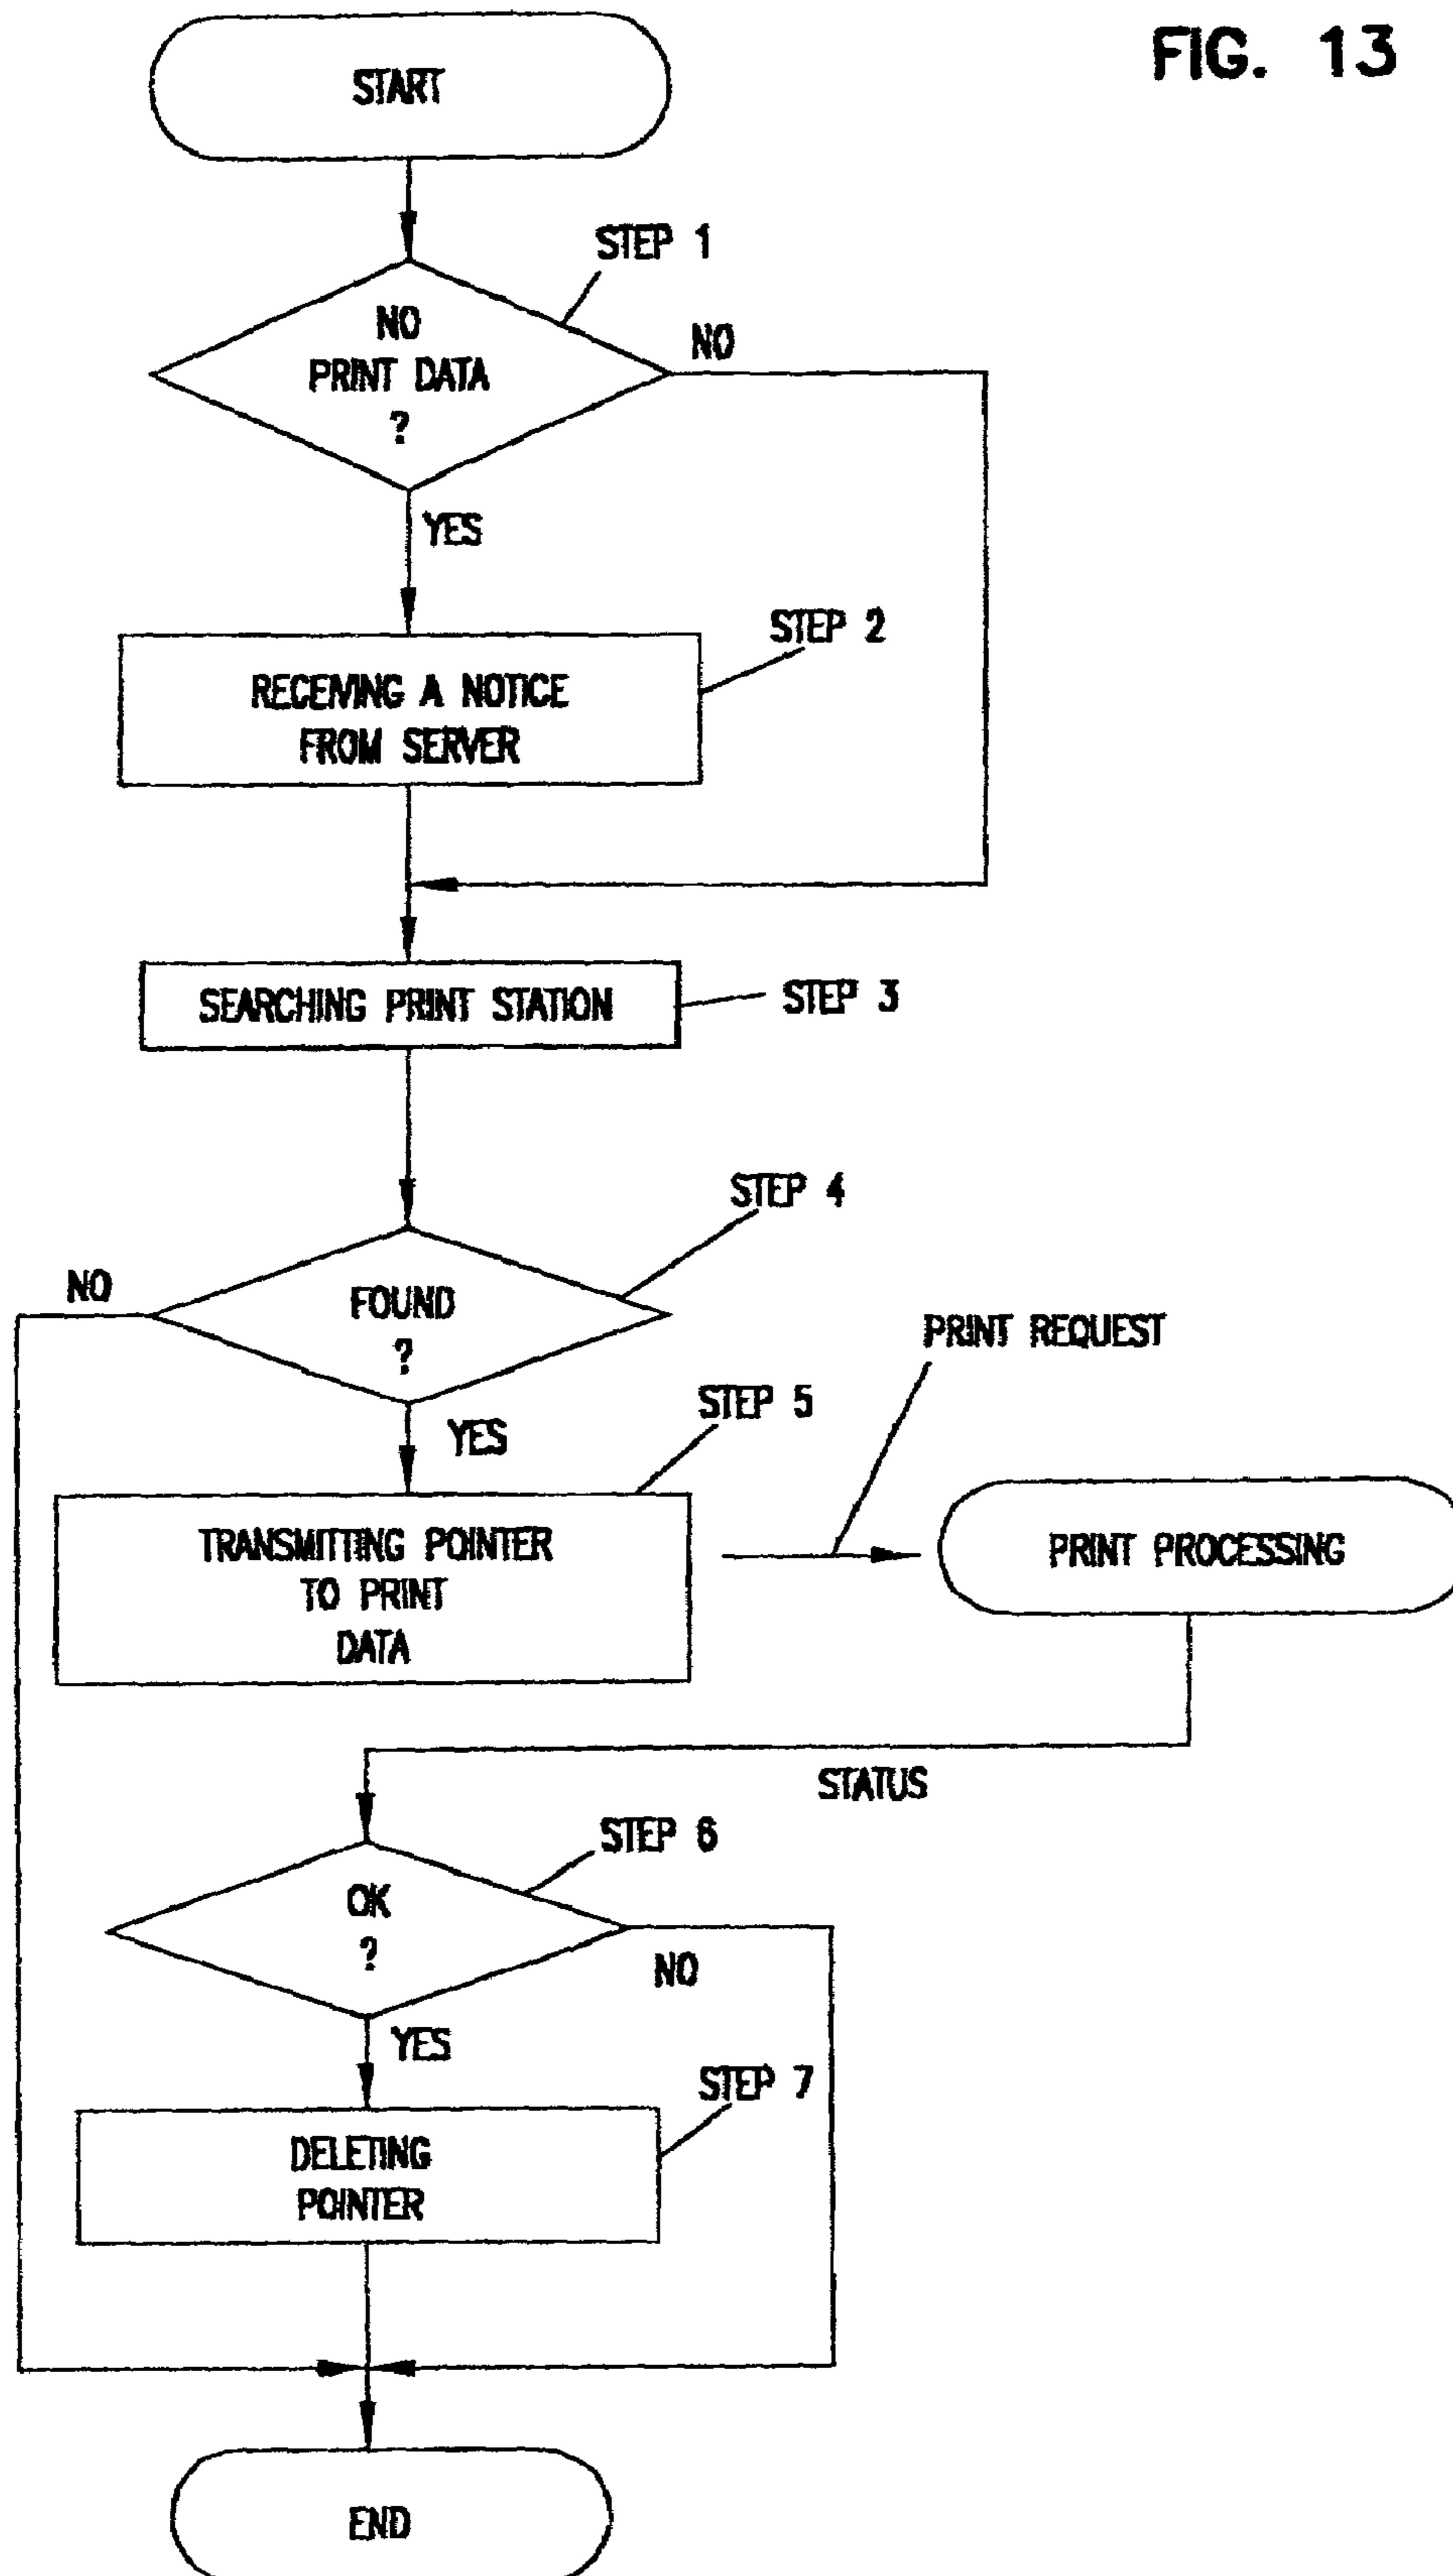 FIG. 13
START
STEP 1
NO
PRINT DATA
?
NO
YES
STEP 2
RECEIVING A NOTICE
FROM SERVER
SEARCHING PRINT STATION
STEP 3
STEP 4
NO
FOUND
?
PRINT REQUEST
STEP 5
YES
TRANSMITTING POINTER
TO PRINT
DATA
PRINT PROCESSING
STATUS
STEP 6
OK
?
NO
YES
STEP 7
DELETING
POINTER
END